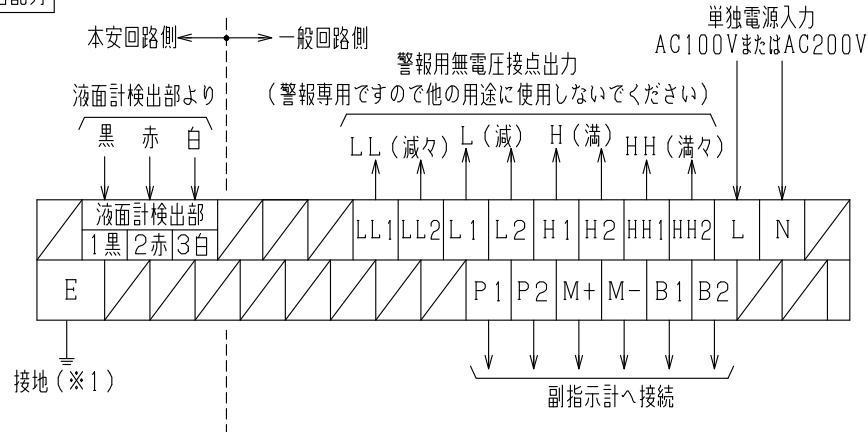 本安回路側
一般回路側
単独電源入力
AC100VまたはAC200V
警報用無電圧接点出力
(警報専用ですので他の用途に使用しないでください)
液面計検出部より
黒 赤 白
LL(減々) L(減) H(満) HH(満々)
液面計検出部
1黒 2赤 3白
LL1 LL2 L1 L2 H1 H2 HH1 HH2 L N
E P1 P2 M+ M- B1 B2
接地(※1)
副指示計へ接続